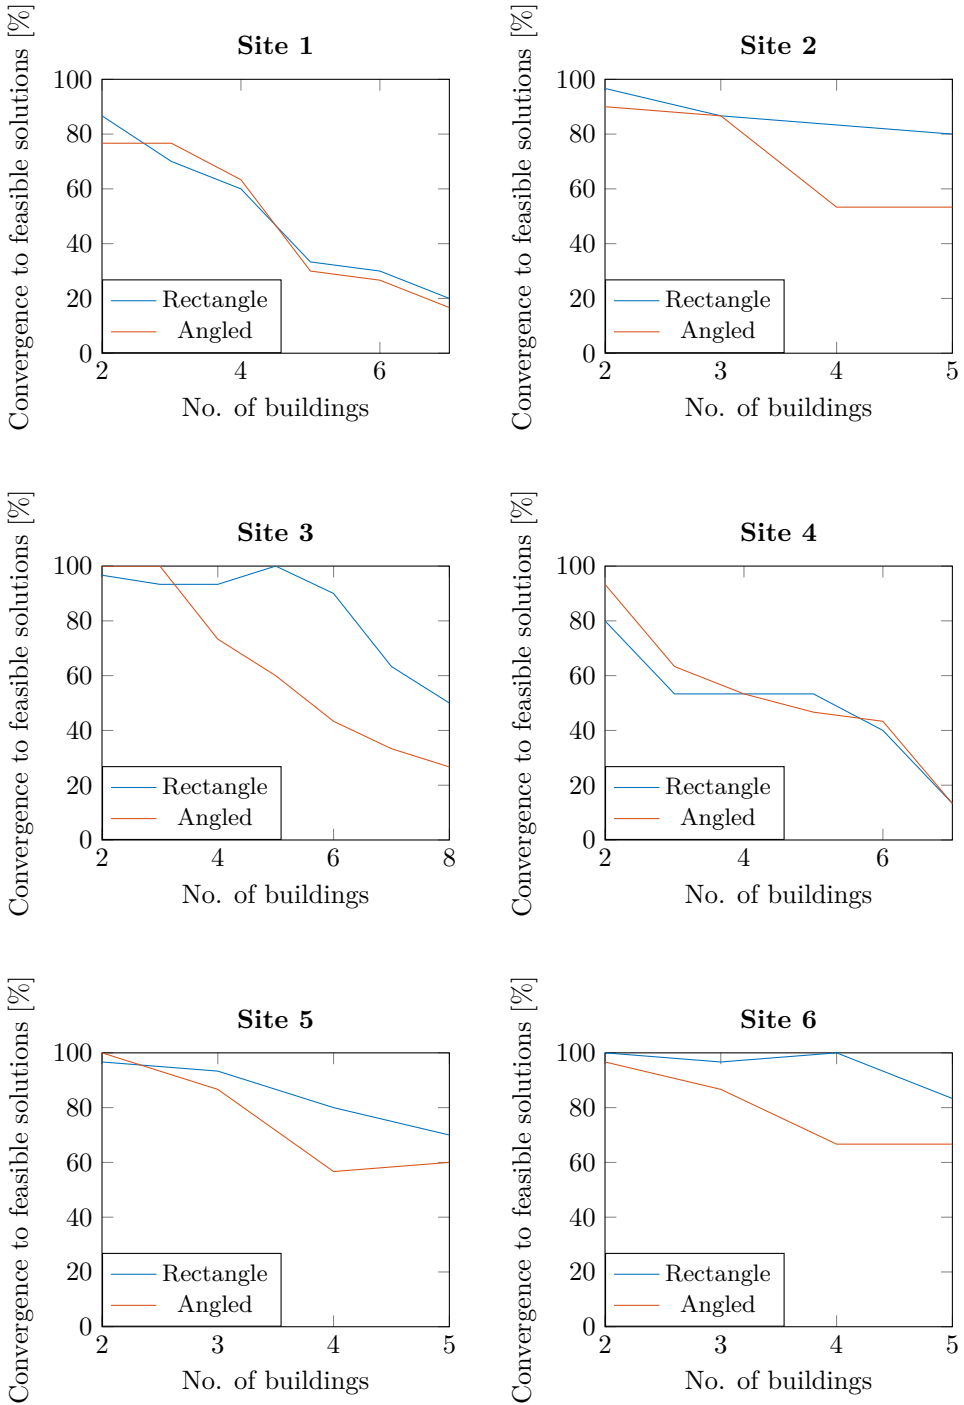 Site 1
Convergence to feasible solutions [%]
100
80
60
40
20
0
Rectangle
Angled
2
4
6
No. of buildings
Site 2
Convergence to feasible solutions [%]
100
80
60
40
20
0
Rectangle
Angled
2
3
4
5
No. of buildings
Site 3
Convergence to feasible solutions [%]
100
80
60
40
20
0
Rectangle
Angled
2
4
6
8
No. of buildings
Site 4
Convergence to feasible solutions [%]
100
80
60
40
20
0
Rectangle
Angled
2
4
6
No. of buildings
Site 5
Convergence to feasible solutions [%]
100
80
60
40
20
0
Rectangle
Angled
2
3
4
5
No. of buildings
Site 6
Convergence to feasible solutions [%]
100
80
60
40
20
0
Rectangle
Angled
2
3
4
5
No. of buildings